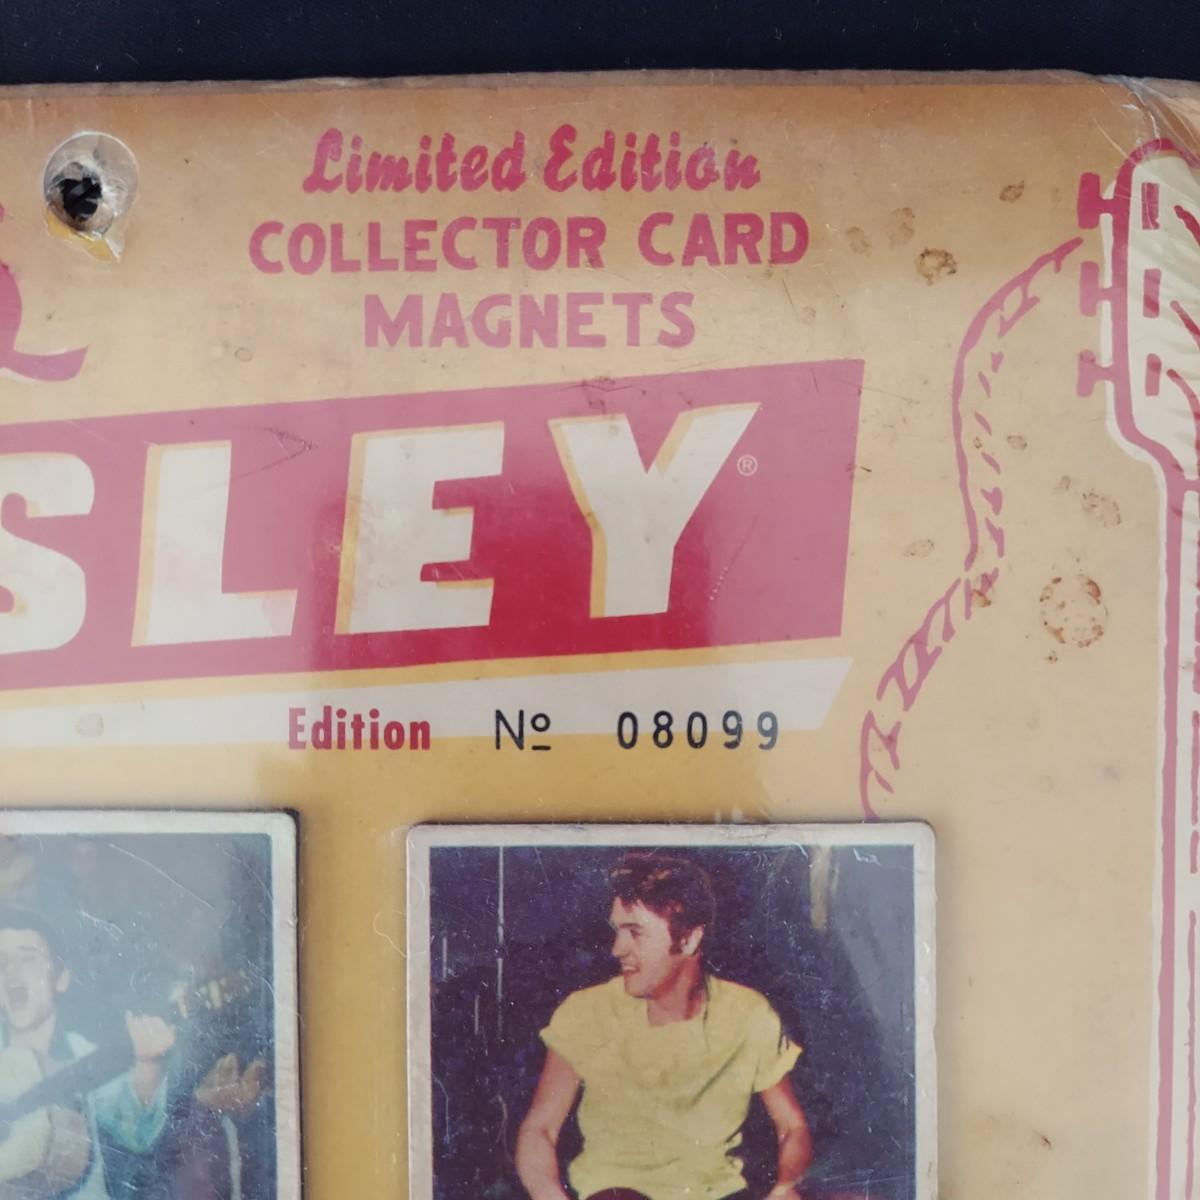 Limited Edition
COLLECTOR CARD
MAGNETS
SLEY®
Edition Nº 08099